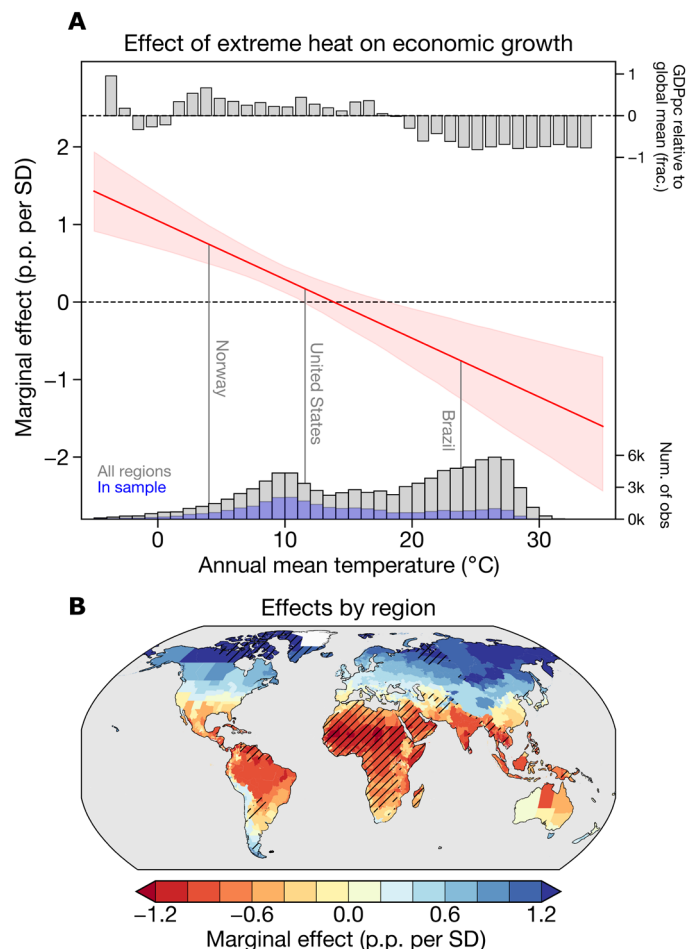 A
Effect of extreme heat on economic growth
1
0
−1
GDPpc relative to
global mean (frac.)
2
1
0
−1
−2
Marginal effect (p.p. per SD)
Norway
United States
Brazil
All regions
In sample
6k
3k
0k
Num. of obs
0
10
20
30
Annual mean temperature (°C)
B
Effects by region
−1.2
−0.6
0.0
0.6
1.2
Marginal effect (p.p. per SD)